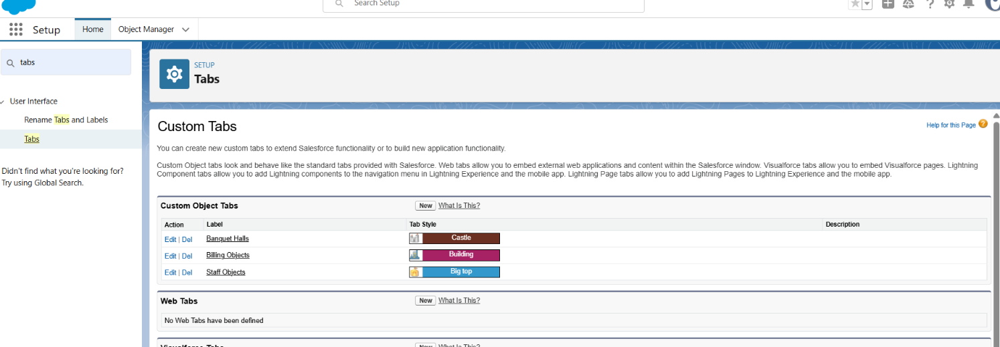 Search Setup
Setup
Home
Object Manager
tabs
User Interface
Rename Tabs and Labels
Tabs
Didn't find what you're looking for?
Try using Global Search.
SETUP
Tabs
Custom Tabs
Help for this Page ?
You can create new custom tabs to extend Salesforce functionality or to build new application functionality.
Custom Object tabs look and behave like the standard tabs provided with Salesforce. Web tabs allow you to embed external web applications and content within the Salesforce window. Visualforce tabs allow you to embed Visualforce pages. Lightning
Component tabs allow you to add Lightning components to the navigation menu in Lightning Experience and the mobile app. Lightning Page tabs allow you to add Lightning Pages to Lightning Experience and the mobile app.
Custom Object Tabs New What Is This?
Action Label Tab Style Description
Edit | Del Banquet Halls Castle
Edit | Del Billing Objects Building
Edit | Del Staff Objects Big top
Web Tabs New What Is This?
No Web Tabs have been defined
Visualforce Tabs New What Is This?